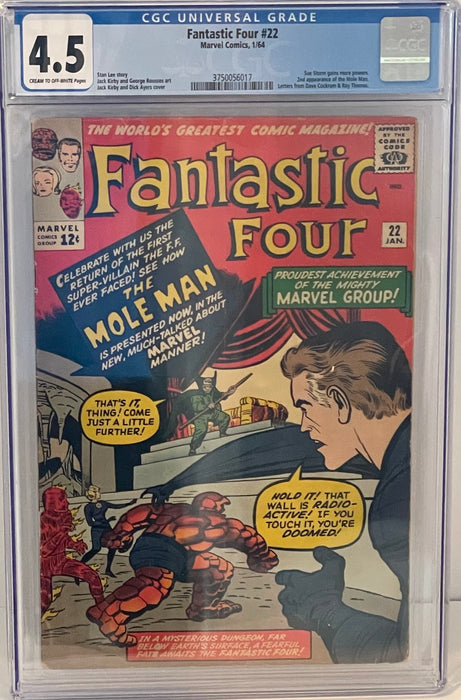 CGC UNIVERSAL GRADE
4.5
CREAM TO OFF-WHITE Pages
Fantastic Four #22
Marvel Comics, 1/64
Stan Lee story
Jack Kirby and George Roussos art
Jack Kirby and Dick Ayers cover
3750056017
Sue Storm gains more powers.
2nd appearance of the Mole Man.
Letters from Dave Cockrum & Roy Thomas.
CGC
THE WORLD'S GREATEST COMIC MAGAZINE!
APPROVED
BY THE
COMICS
CODE
AUTHORITY
Fantastic
Four
MARVEL
COMICS
GROUP
12¢
IND.
22
JAN.
CELEBRATE WITH US THE
RETURN OF THE FIRST
SUPER-VILLAIN THE F.F.
EVER FACED! SEE HOW
THE
MOLE MAN
IS PRESENTED NOW, IN THE
NEW, MUCH-TALKED ABOUT
MARVEL
MANNER!
PROUDEST ACHIEVEMENT
OF THE MIGHTY
MARVEL GROUP!
THAT'S IT,
THING! COME
JUST A LITTLE
FURTHER!
HOLD IT! THAT
WALL IS RADIO-
ACTIVE! IF YOU
TOUCH IT, YOU'RE
DOOMED!
IN A MYSTERIOUS DUNGEON, FAR
BELOW EARTH'S SURFACE, A FEARFUL
FATE AWAITS THE FANTASTIC FOUR!